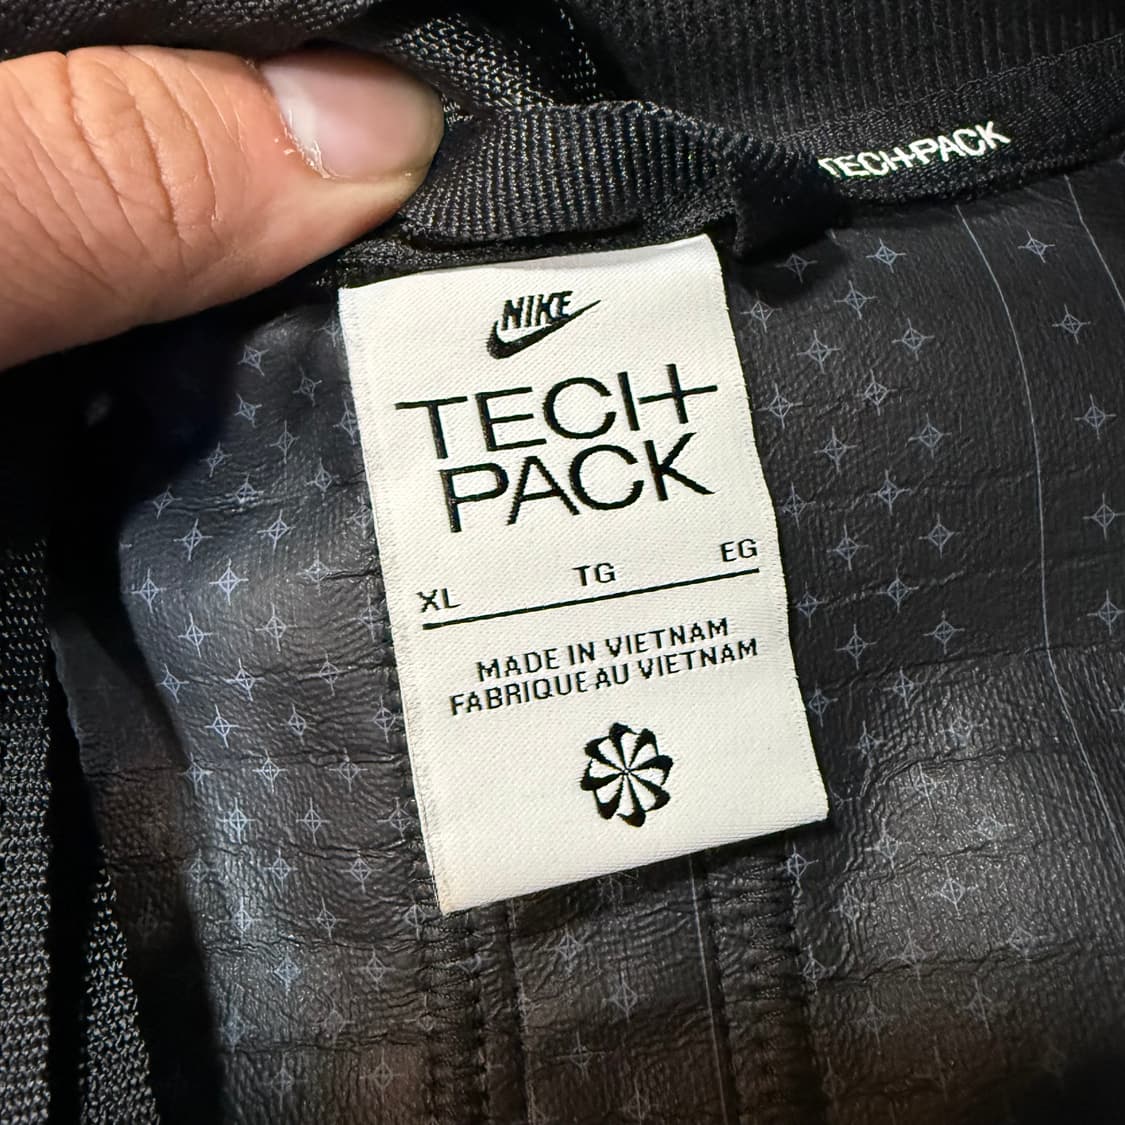 TECH PACK
NIKE
TECH
PACK
XL TG EG
MADE IN VIETNAM
FABRIQUE AU VIETNAM